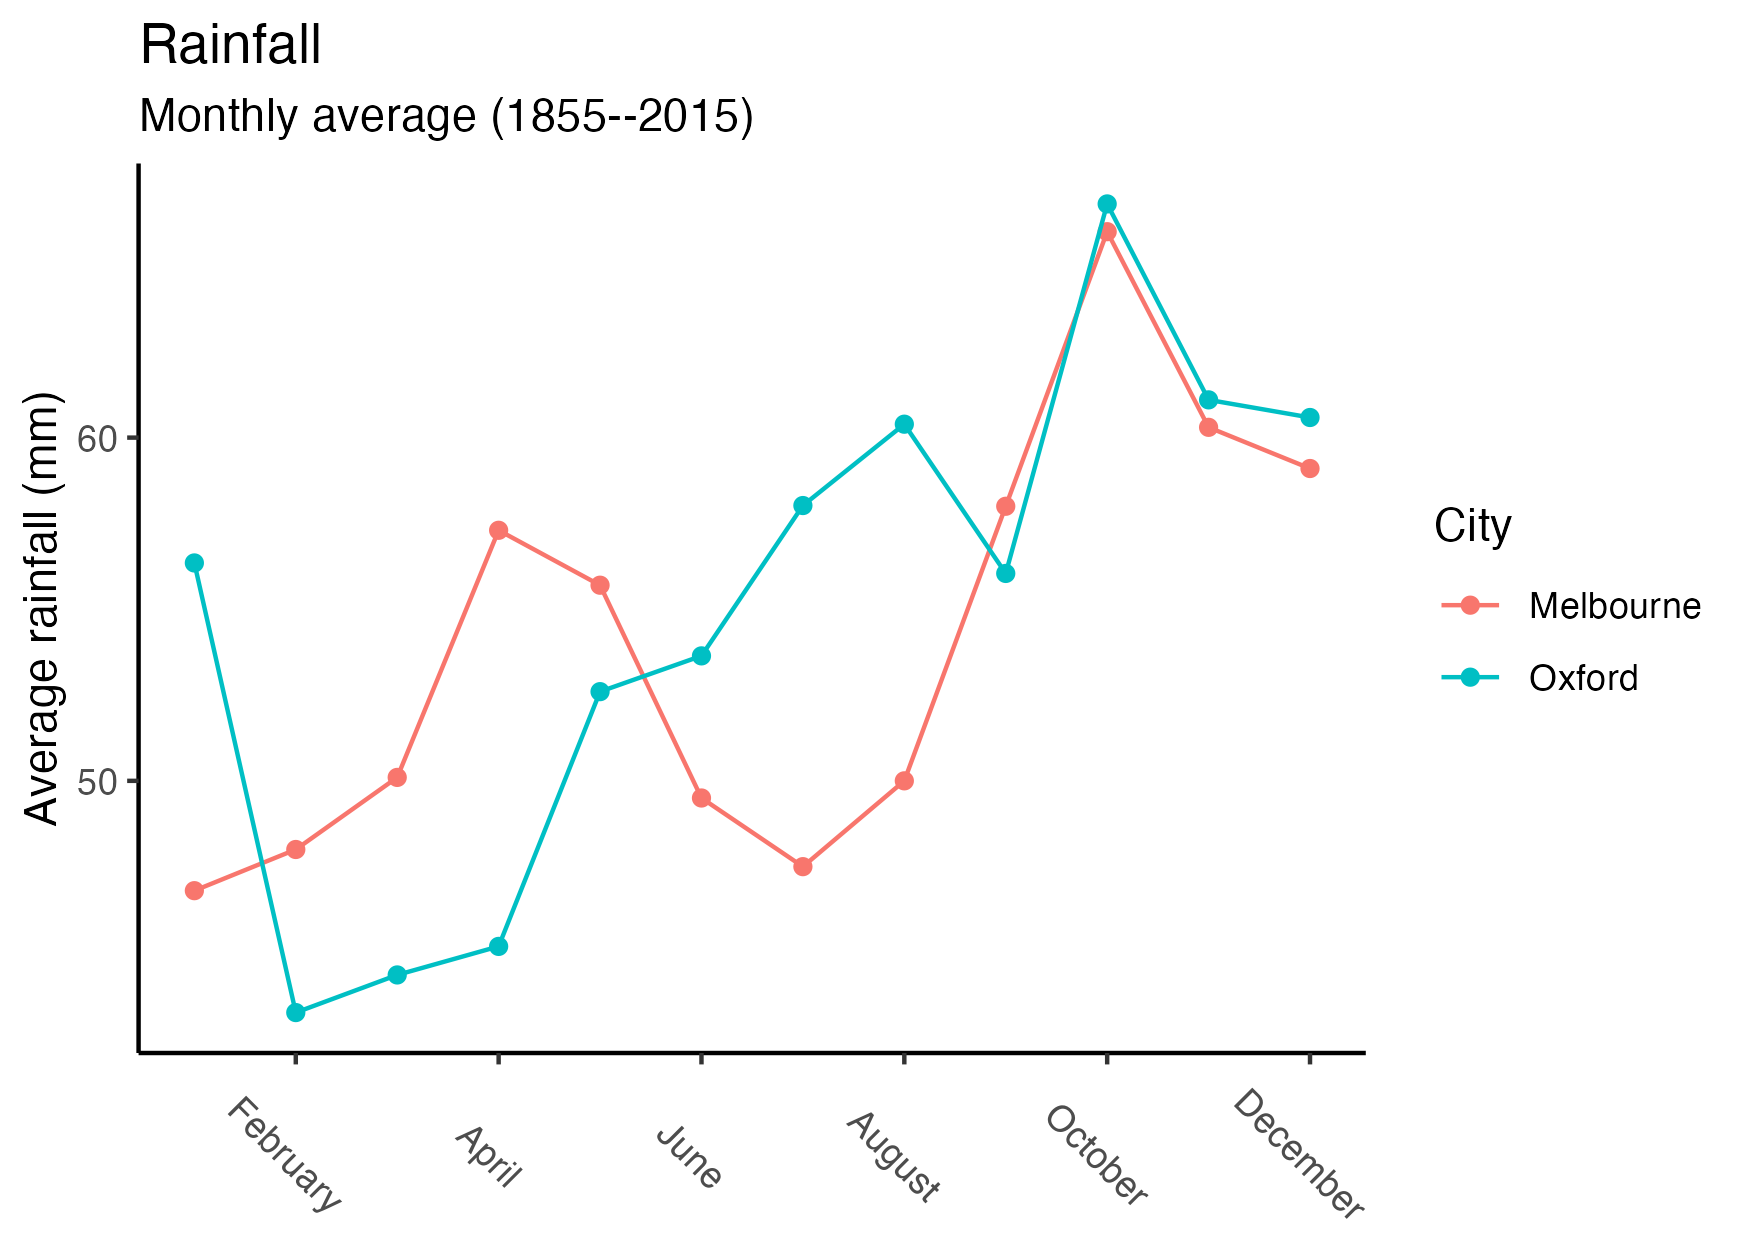 Rainfall
Monthly average (1855--2015)
Average rainfall (mm)
60
50
February
April
June
August
October
December
City
Melbourne
Oxford